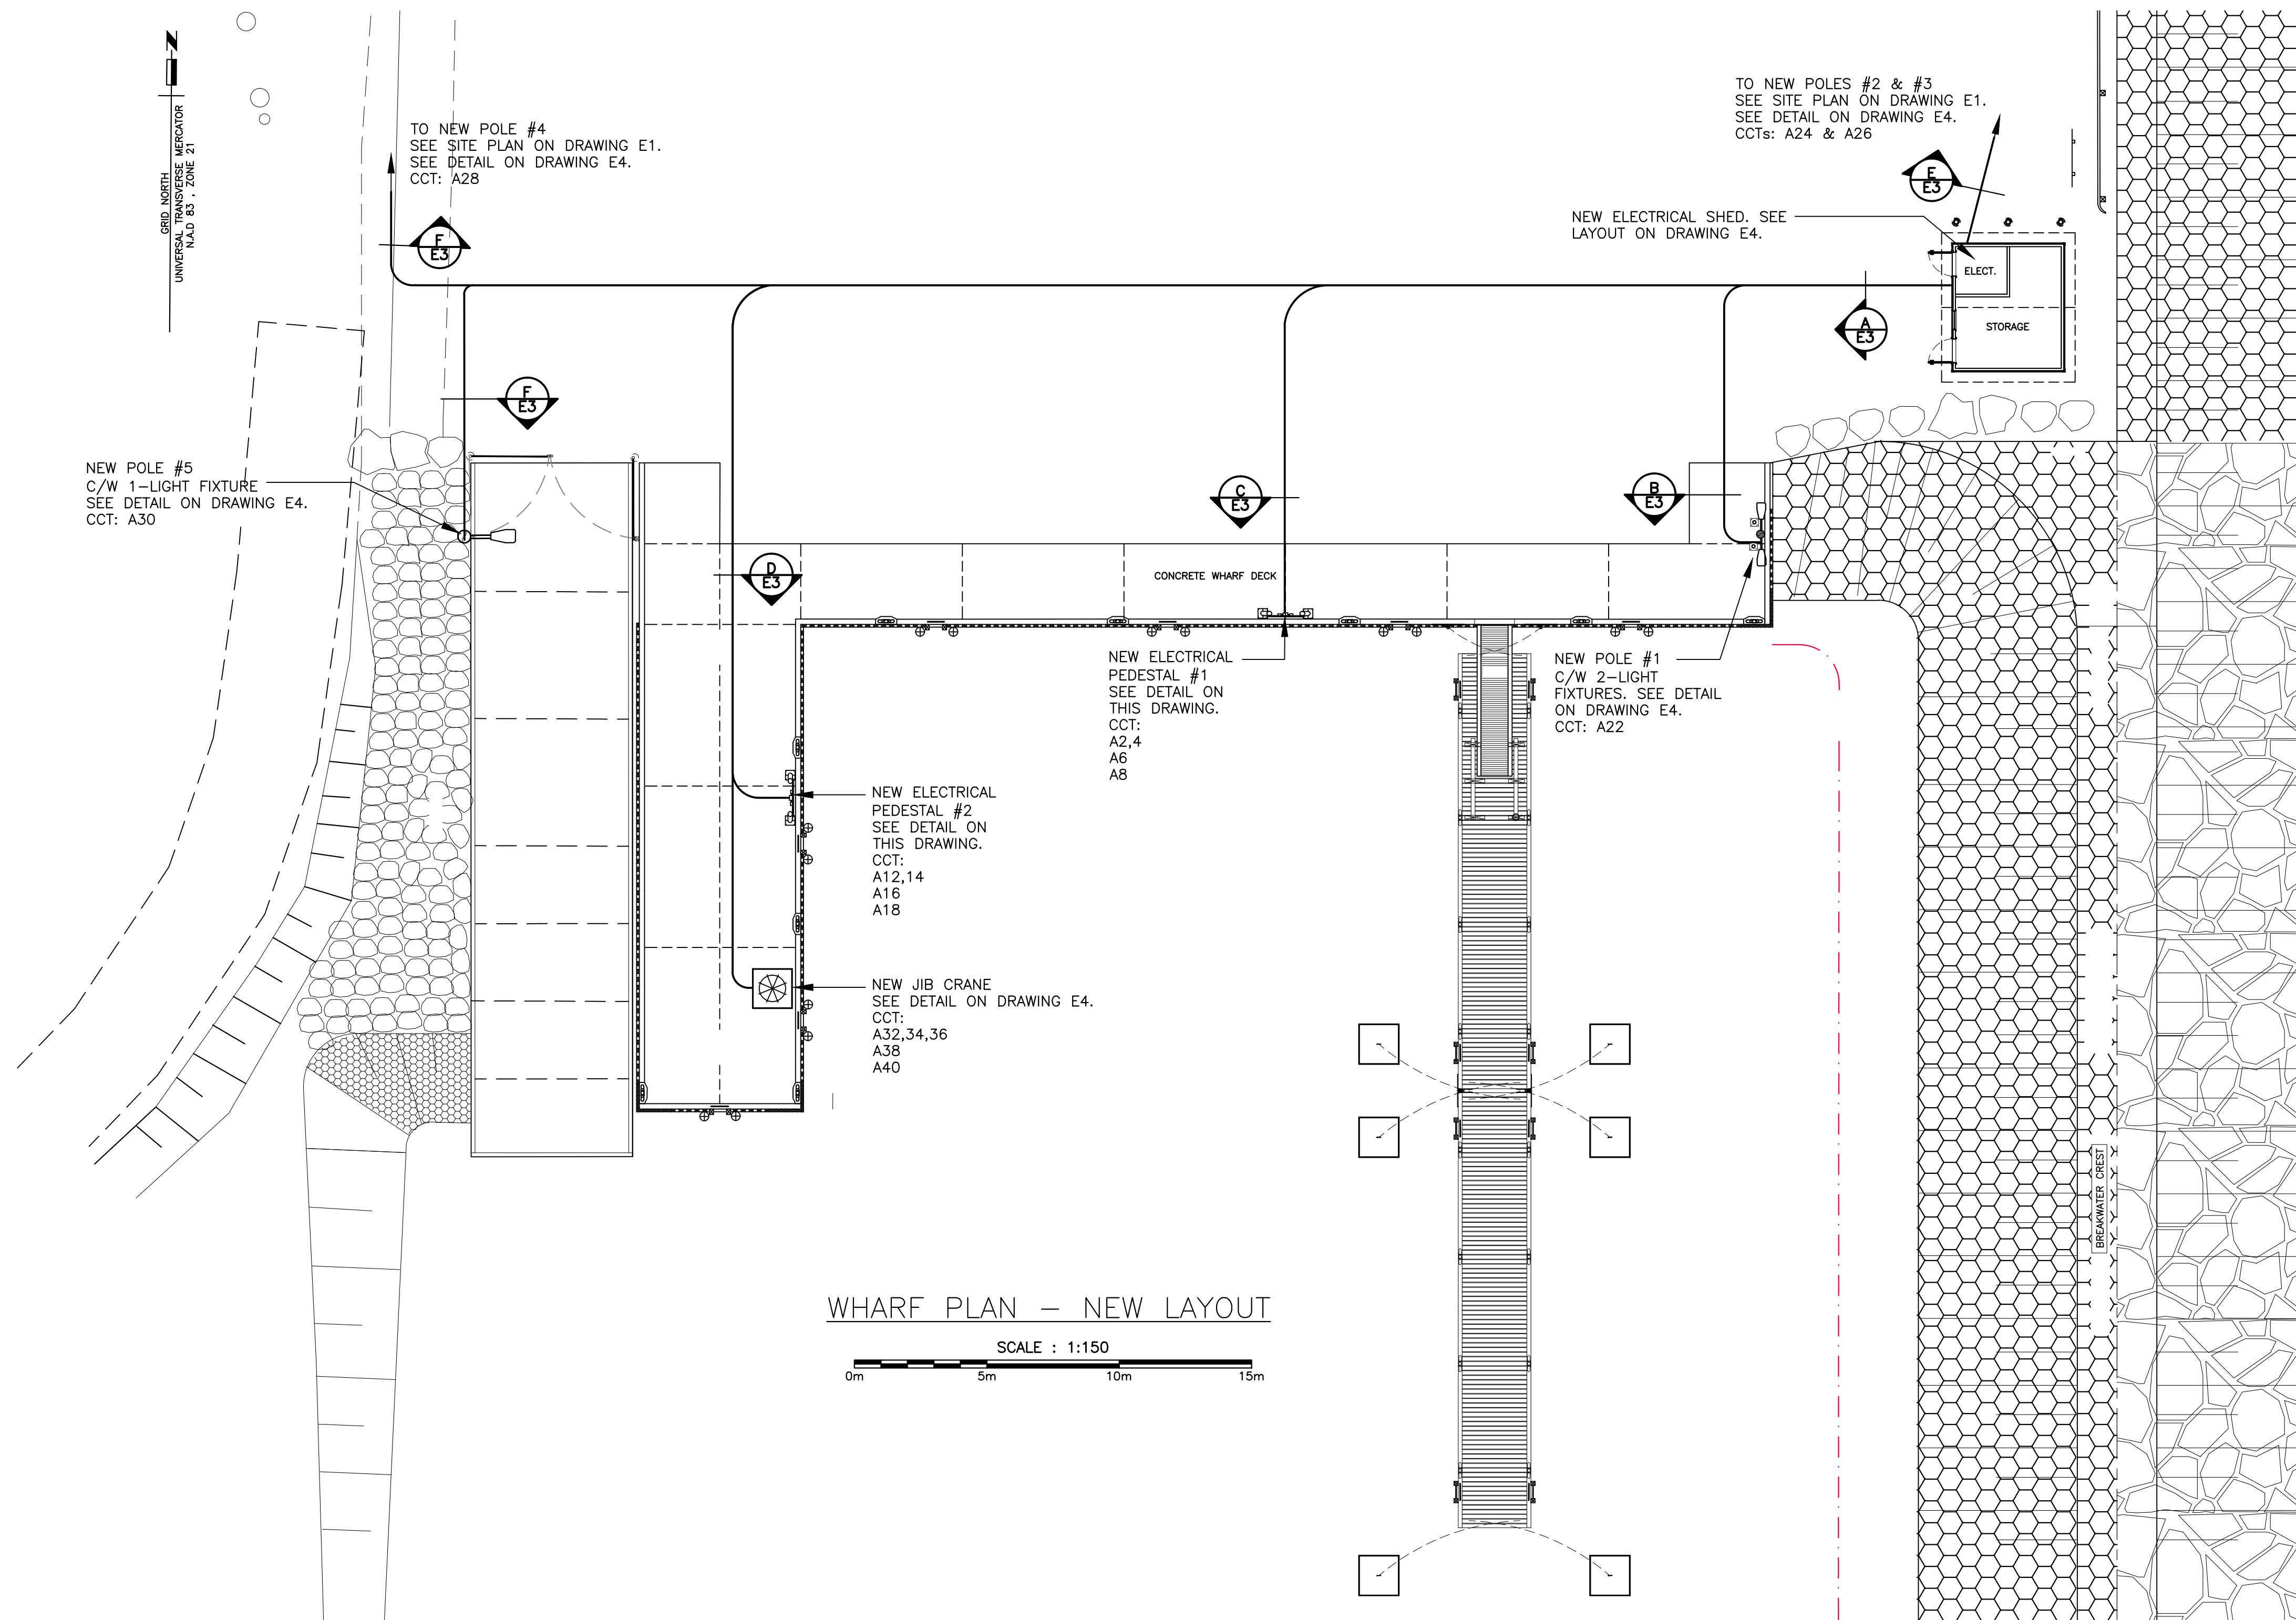 GRID NORTH
UNIVERSAL TRANSVERSE MERCATOR
N.A.D 83 , ZONE 21
TO NEW POLE #4
SEE SITE PLAN ON DRAWING E1.
SEE DETAIL ON DRAWING E4.
CCT: A28
TO NEW POLES #2 & #3
SEE SITE PLAN ON DRAWING E1.
SEE DETAIL ON DRAWING E4.
CCTs: A24 & A26
E
E3
NEW ELECTRICAL SHED. SEE
LAYOUT ON DRAWING E4.
F
E3
ELECT.
STORAGE
A
E3
F
E3
NEW POLE #5
C/W 1-LIGHT FIXTURE
SEE DETAIL ON DRAWING E4.
CCT: A30
C
E3
B
E3
D
E3
CONCRETE WHARF DECK
NEW ELECTRICAL
PEDESTAL #1
SEE DETAIL ON
THIS DRAWING.
CCT:
A2,4
A6
A8
NEW POLE #1
C/W 2-LIGHT
FIXTURES. SEE DETAIL
ON DRAWING E4.
CCT: A22
NEW ELECTRICAL
PEDESTAL #2
SEE DETAIL ON
THIS DRAWING.
CCT:
A12,14
A16
A18
NEW JIB CRANE
SEE DETAIL ON DRAWING E4.
CCT:
A32,34,36
A38
A40
BREAKWATER CREST
WHARF PLAN - NEW LAYOUT
SCALE : 1:150
0m 5m 10m 15m